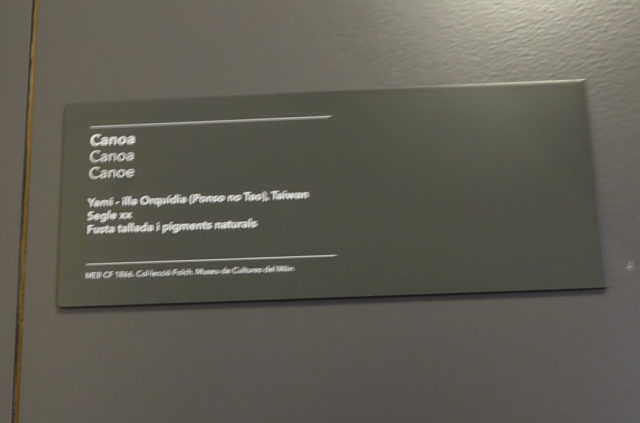 Canoa
Canoa
Canoe
Yami - illa Orquídia (Ponso no Tao), Taiwan
Segle xx
Fusta tallada i pigments naturals
MEB CF 1866. Col·lecció Folch. Museu de Cultures del Món